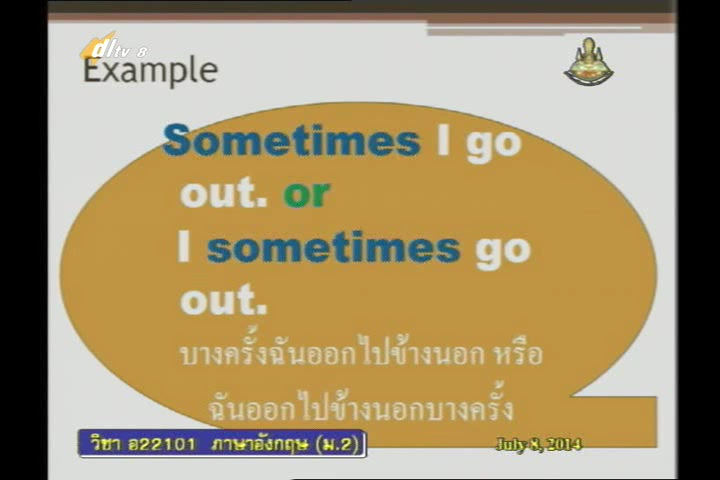 dltv 8
Example
Sometimes I go
out. or
I sometimes go
out.
บางครั้งฉันออกไปข้างนอก หรือ
ฉันออกไปข้างนอกบางครั้ง
วิชา อ22101 ภาษาอังกฤษ (ม.2)
July 8, 2014